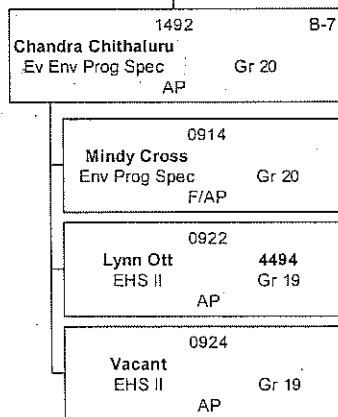 1492 B-7
Chandra Chithaluru
Ev Env Prog Spec Gr 20
AP
0914
Mindy Cross
Env Prog Spec Gr 20
F/AP
0922
Lynn Ott 4494
EHS II Gr 19
AP
0924
Vacant
EHS II Gr 19
AP